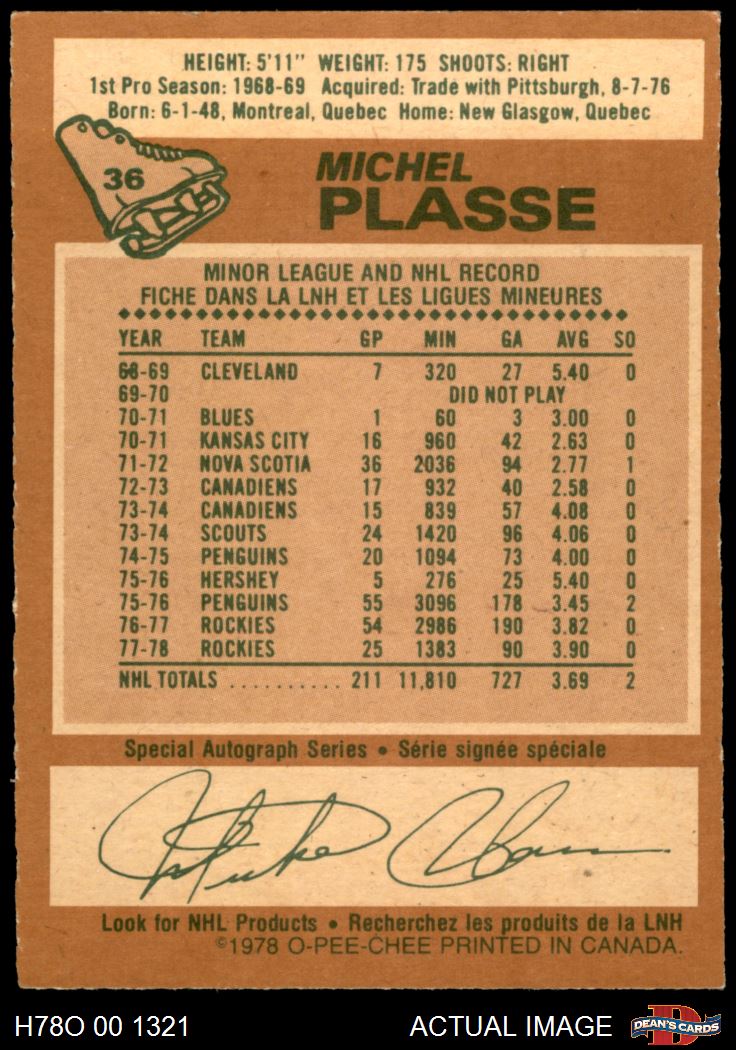 HEIGHT: 5'11" WEIGHT: 175 SHOOTS: RIGHT
1st Pro Season: 1968-69 Acquired: Trade with Pittsburgh, 8-7-76
Born: 6-1-48, Montreal, Quebec Home: New Glasgow, Quebec
36
MICHEL
PLASSE
MINOR LEAGUE AND NHL RECORD
FICHE DANS LA LNH ET LES LIGUES MINEURES
YEAR TEAM GP MIN GA AVG SO
68-69 CLEVELAND 7 320 27 5.40 0
69-70 DID NOT PLAY
70-71 BLUES 1 60 3 3.00 0
70-71 KANSAS CITY 16 960 42 2.63 0
71-72 NOVA SCOTIA 36 2036 94 2.77 1
72-73 CANADIENS 17 932 40 2.58 0
73-74 CANADIENS 15 839 57 4.08 0
73-74 SCOUTS 24 1420 96 4.06 0
74-75 PENGUINS 20 1094 73 4.00 0
75-76 HERSHEY 5 276 25 5.40 0
75-76 PENGUINS 55 3096 178 3.45 2
76-77 ROCKIES 54 2986 190 3.82 0
77-78 ROCKIES 25 1383 90 3.90 0
NHL TOTALS .......... 211 11,810 727 3.69 2
Special Autograph Series • Série signée spéciale
Look for NHL Products • Recherchez les produits de la LNH
©1978 O-PEE-CHEE PRINTED IN CANADA.
H78O 00 1321 ACTUAL IMAGE DEAN'S CARDS